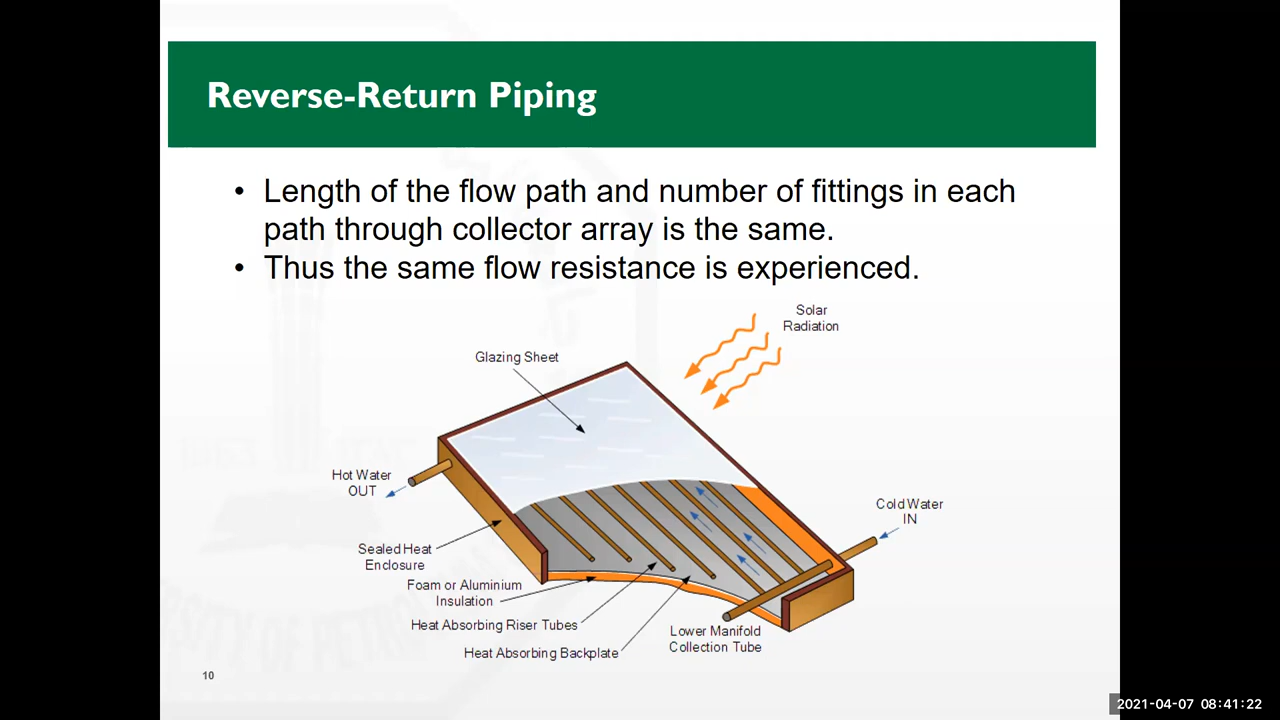 Reverse-Return Piping
• Length of the flow path and number of fittings in each
path through collector array is the same.
• Thus the same flow resistance is experienced.
Solar
Radiation
Glazing Sheet
Hot Water
OUT
Cold Water
IN
Sealed Heat
Enclosure
Foam or Aluminium
Insulation
Heat Absorbing Riser Tubes
Lower Manifold
Collection Tube
Heat Absorbing Backplate
10
2021-04-07 08:41:22